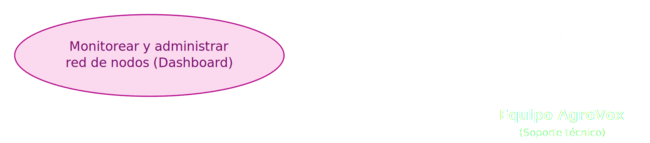 Monitorear y administrar
red de nodos (Dashboard)
Equipo AgroVox
(Soporte técnico)